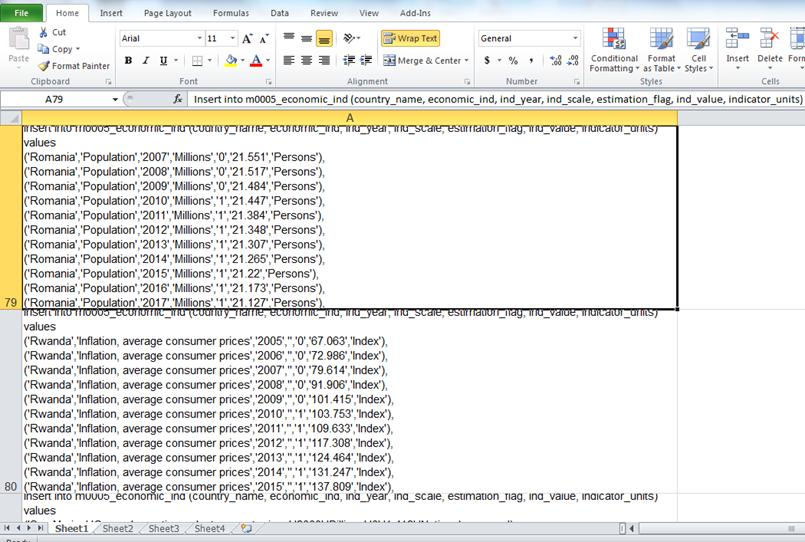 File Home Insert Page Layout Formulas Data Review View Add-Ins
Cut
Copy
Format Painter
Paste
Clipboard
Arial 11 A A
B I U A
Font
Wrap Text
Merge & Center
Alignment
General
$ % , .0 .00 .00 .0
Number
Conditional Formatting
Format as Table
Cell Styles
Styles
Insert Delete
Cells
A79 fx Insert into m0005_economic_ind (country_name, economic_ind, ind_year, ind_scale, estimation_flag, ind_value, indicator_units)
A
insert into m0005_economic_ind (country_name, economic_ind, ind_year, ind_scale, estimation_flag, ind_value, indicator_units)
values
('Romania','Population','2007','Millions','0','21.551','Persons'),
('Romania','Population','2008','Millions','0','21.517','Persons'),
('Romania','Population','2009','Millions','0','21.484','Persons'),
('Romania','Population','2010','Millions','1','21.447','Persons'),
('Romania','Population','2011','Millions','1','21.384','Persons'),
('Romania','Population','2012','Millions','1','21.348','Persons'),
('Romania','Population','2013','Millions','1','21.307','Persons'),
('Romania','Population','2014','Millions','1','21.265','Persons'),
('Romania','Population','2015','Millions','1','21.22','Persons'),
('Romania','Population','2016','Millions','1','21.173','Persons'),
79 ('Romania','Population','2017','Millions','1','21.127','Persons'),
insert into m0005_economic_ind (country_name, economic_ind, ind_year, ind_scale, estimation_flag, ind_value, indicator_units)
values
('Rwanda','Inflation, average consumer prices','2005','','0','67.063','Index'),
('Rwanda','Inflation, average consumer prices','2006','','0','72.986','Index'),
('Rwanda','Inflation, average consumer prices','2007','','0','79.614','Index'),
('Rwanda','Inflation, average consumer prices','2008','','0','91.906','Index'),
('Rwanda','Inflation, average consumer prices','2009','','0','101.415','Index'),
('Rwanda','Inflation, average consumer prices','2010','','1','103.753','Index'),
('Rwanda','Inflation, average consumer prices','2011','','1','109.633','Index'),
('Rwanda','Inflation, average consumer prices','2012','','1','117.308','Index'),
('Rwanda','Inflation, average consumer prices','2013','','1','124.464','Index'),
('Rwanda','Inflation, average consumer prices','2014','','1','131.247','Index'),
80 ('Rwanda','Inflation, average consumer prices','2015','','1','137.809','Index'),
insert into m0005_economic_ind (country_name, economic_ind, ind_year, ind_scale, estimation_flag, ind_value, indicator_units)
values
Sheet1 Sheet2 Sheet3 Sheet4